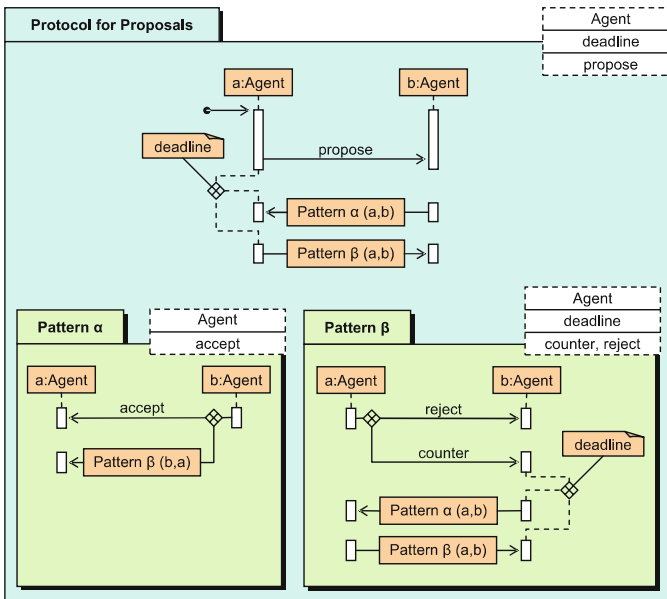 Protocol for Proposals
Agent
deadline
propose
a:Agent
b:Agent
deadline
propose
Pattern α (a,b)
Pattern β (a,b)
Pattern α
Agent
accept
a:Agent
b:Agent
accept
Pattern β (b,a)
Pattern β
Agent
deadline
counter, reject
a:Agent
b:Agent
reject
counter
deadline
Pattern α (a,b)
Pattern β (a,b)